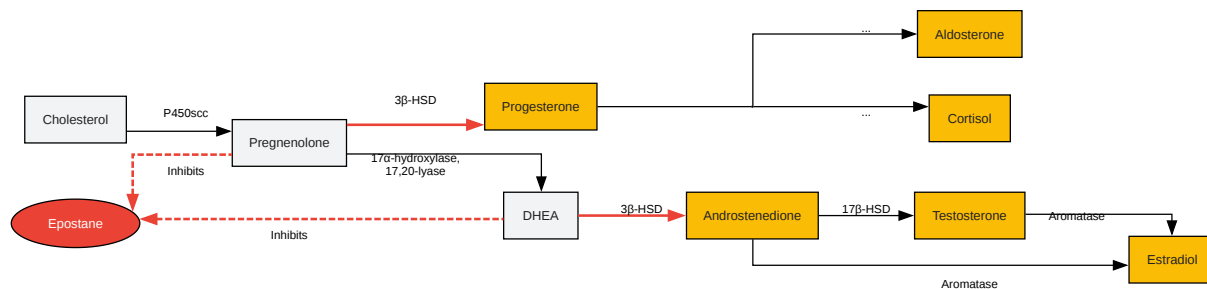 ...
Aldosterone
3β-HSD
Progesterone
Cholesterol
P450scc
...
Cortisol
Pregnenolone
17α-hydroxylase,
17,20-lyase
Inhibits
Epostane
Inhibits
DHEA
3β-HSD
Androstenedione
17β-HSD
Testosterone
Aromatase
Estradiol
Aromatase